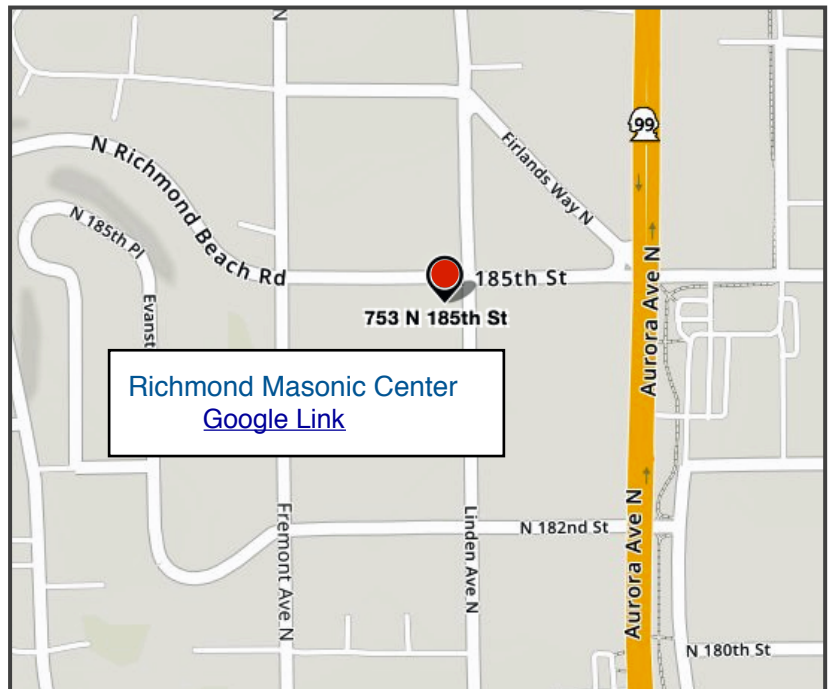 N
99
N Richmond Beach Rd
Firlands Way N
N 185th Pl
185th St
753 N 185th St
Evanst
Aurora Ave N
Richmond Masonic Center
Google Link
Fremont Ave N
Linden Ave N
N 182nd St
Aurora Ave N
N 180th St